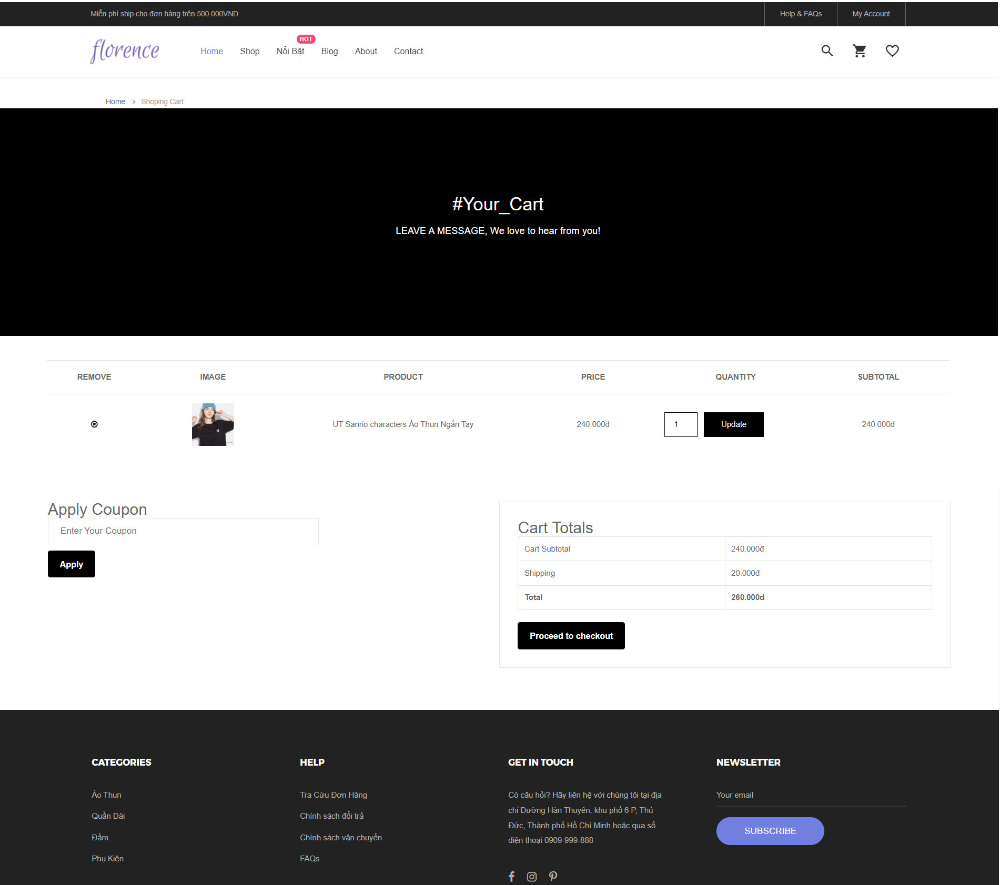 Miễn phí ship cho đơn hàng trên 500.000VND
Help & FAQs
My Account
florence
Home
Shop
Nổi Bật
HOT
Blog
About
Contact
Home > Shoping Cart
#Your_Cart
LEAVE A MESSAGE, We love to hear from you!
REMOVE IMAGE PRODUCT PRICE QUANTITY SUBTOTAL
UT Sanrio characters Áo Thun Ngắn Tay 240.000đ 1 Update 240.000đ
Apply Coupon
Enter Your Coupon
Apply
Cart Totals
Cart Subtotal 240.000đ
Shipping 20.000đ
Total 260.000đ
Proceed to checkout
CATEGORIES
Áo Thun
Quần Dài
Đầm
Phụ Kiện
HELP
Tra Cứu Đơn Hàng
Chính sách đổi trả
Chính sách vận chuyển
FAQs
GET IN TOUCH
Có câu hỏi? Hãy liên hệ với chúng tôi tại địa
chỉ Đường Hàn Thuyên, khu phố 6 P, Thủ
Đức, Thành phố Hồ Chí Minh hoặc qua số
điện thoại 0909-999-888
NEWSLETTER
Your email
SUBSCRIBE